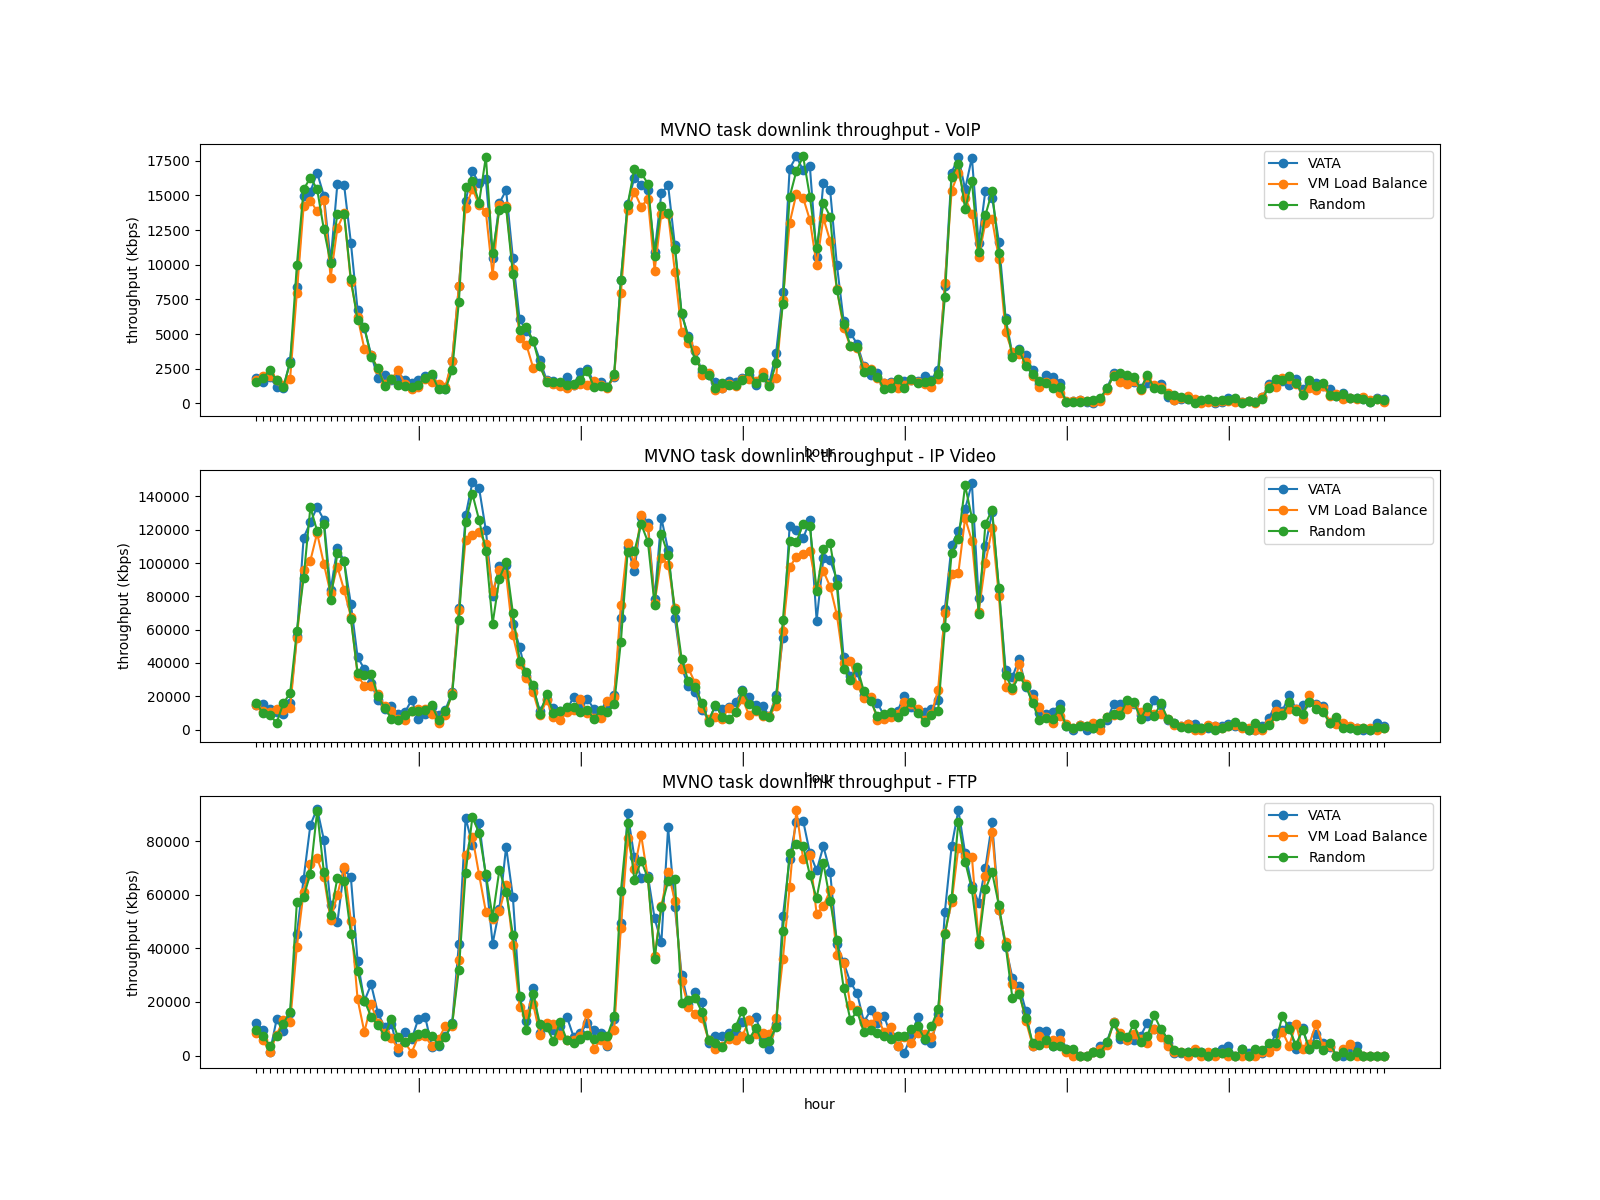 MVNO task downlink throughput - VoIP
throughput (Kbps)
17500
15000
12500
10000
7500
5000
2500
0
VATA
VM Load Balance
Random
hour
MVNO task downlink throughput - IP Video
throughput (Kbps)
140000
120000
100000
80000
60000
40000
20000
0
VATA
VM Load Balance
Random
hour
MVNO task downlink throughput - FTP
throughput (Kbps)
80000
60000
40000
20000
0
VATA
VM Load Balance
Random
hour